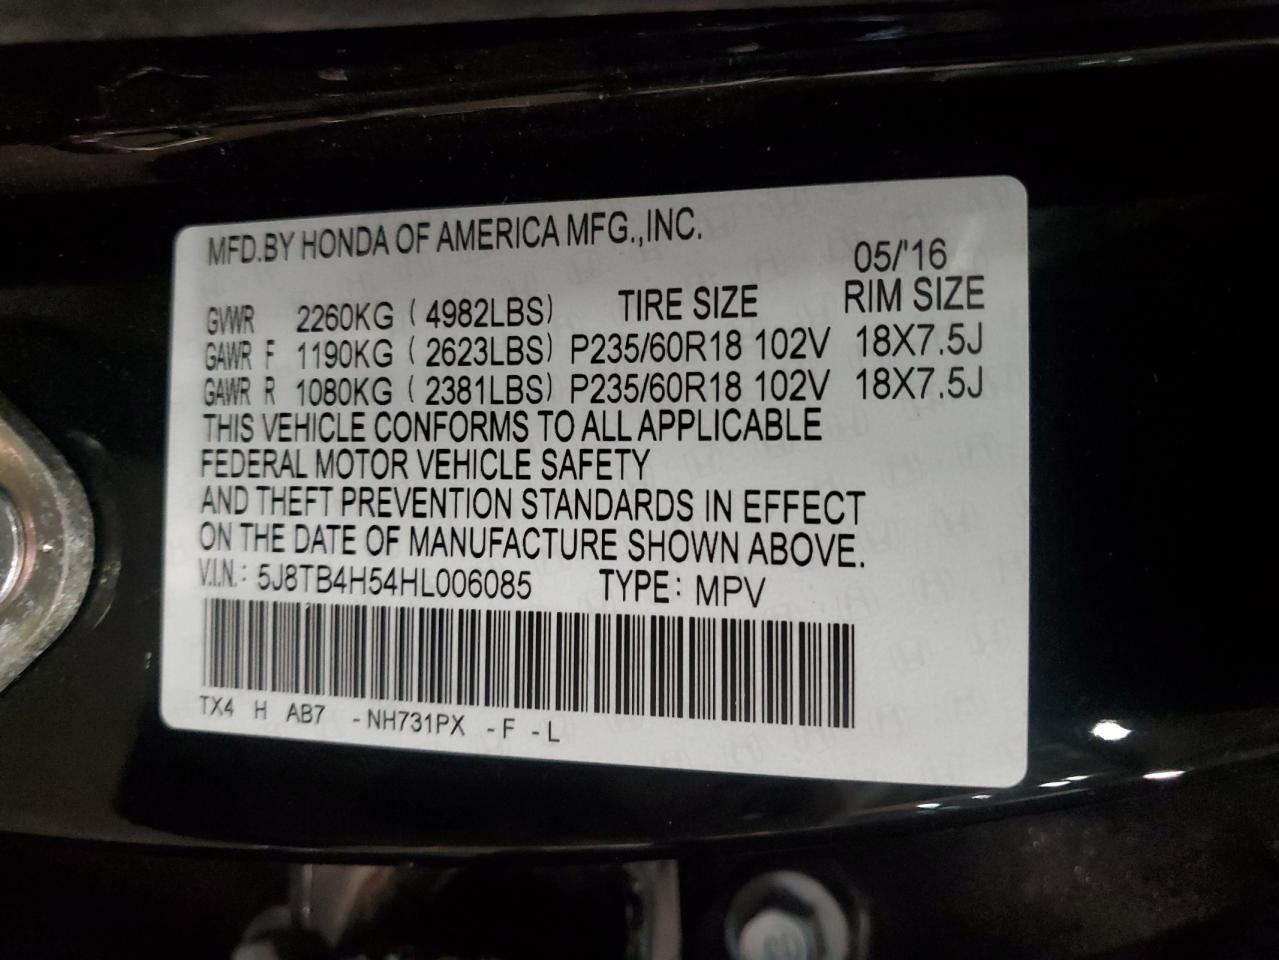 MFD.BY HONDA OF AMERICA MFG.,INC.
05/'16
GVWR 2260KG ( 4982LBS) TIRE SIZE RIM SIZE
GAWR F 1190KG ( 2623LBS) P235/60R18 102V 18X7.5J
GAWR R 1080KG ( 2381LBS) P235/60R18 102V 18X7.5J
THIS VEHICLE CONFORMS TO ALL APPLICABLE
FEDERAL MOTOR VEHICLE SAFETY
AND THEFT PREVENTION STANDARDS IN EFFECT
ON THE DATE OF MANUFACTURE SHOWN ABOVE.
V.I.N.: 5J8TB4H54HL006085 TYPE: MPV
TX4 H AB7 -NH731PX -F -L